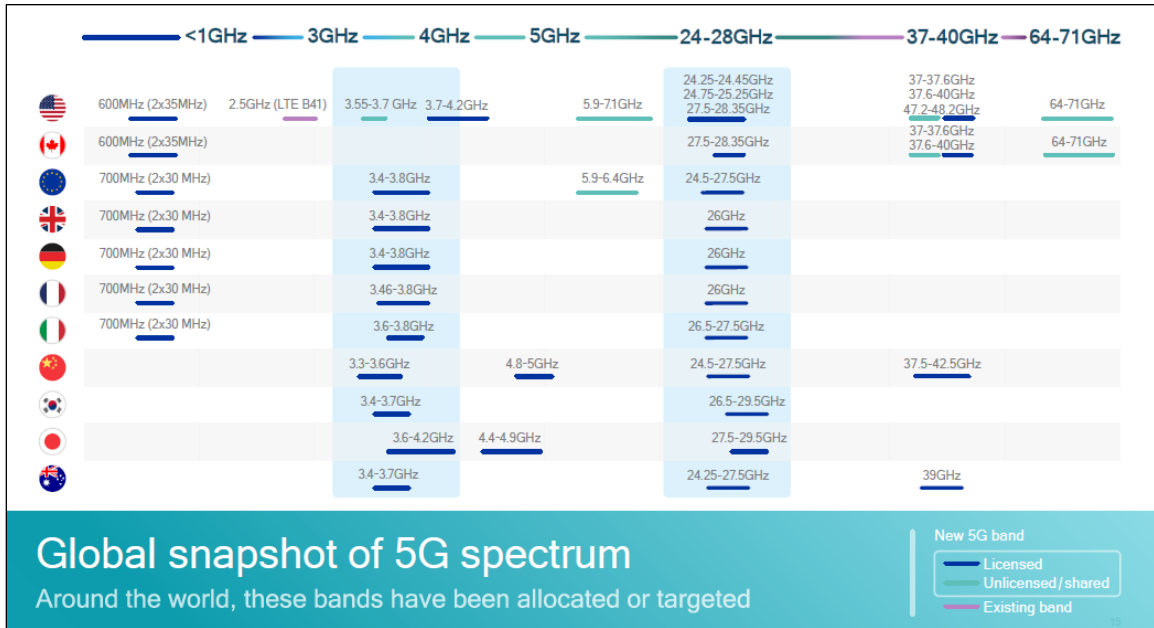 <1GHz 3GHz 4GHz 5GHz 24-28GHz 37-40GHz 64-71GHz
600MHz (2x35MHz) 2.5GHz (LTE B41) 3.55-3.7 GHz 3.7-4.2GHz 5.9-7.1GHz 24.25-24.45GHz 24.75-25.25GHz 27.5-28.35GHz 37-37.6GHz 37.6-40GHz 47.2-48.2GHz 64-71GHz
600MHz (2x35MHz) 27.5-28.35GHz 37-37.6GHz 37.6-40GHz 64-71GHz
700MHz (2x30 MHz) 3.4-3.8GHz 5.9-6.4GHz 24.5-27.5GHz
700MHz (2x30 MHz) 3.4-3.8GHz 26GHz
700MHz (2x30 MHz) 3.4-3.8GHz 26GHz
700MHz (2x30 MHz) 3.46-3.8GHz 26GHz
700MHz (2x30 MHz) 3.6-3.8GHz 26.5-27.5GHz
3.3-3.6GHz 4.8-5GHz 24.5-27.5GHz 37.5-42.5GHz
3.4-3.7GHz 26.5-29.5GHz
3.6-4.2GHz 4.4-4.9GHz 27.5-29.5GHz
3.4-3.7GHz 24.25-27.5GHz 39GHz
Global snapshot of 5G spectrum
Around the world, these bands have been allocated or targeted
New 5G band
Licensed
Unlicensed/shared
Existing band